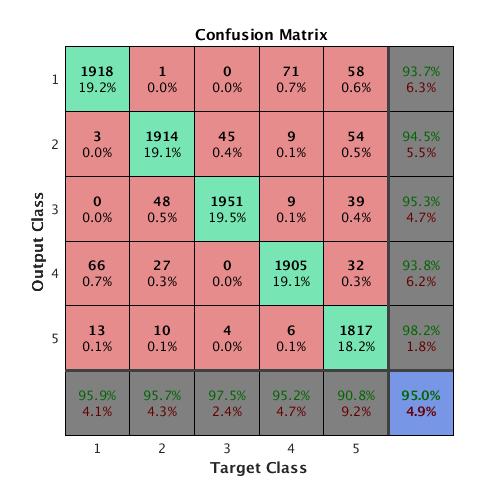 Confusion Matrix
1 1918 1 0 71 58 93.7%
19.2% 0.0% 0.0% 0.7% 0.6% 6.3%
2 3 1914 45 9 54 94.5%
0.0% 19.1% 0.4% 0.1% 0.5% 5.5%
3 0 48 1951 9 39 95.3%
0.0% 0.5% 19.5% 0.1% 0.4% 4.7%
4 66 27 0 1905 32 93.8%
0.7% 0.3% 0.0% 19.1% 0.3% 6.2%
5 13 10 4 6 1817 98.2%
0.1% 0.1% 0.0% 0.1% 18.2% 1.8%
95.9% 95.7% 97.5% 95.2% 90.8% 95.0%
4.1% 4.3% 2.4% 4.7% 9.2% 4.9%
1 2 3 4 5
Target Class
Output Class